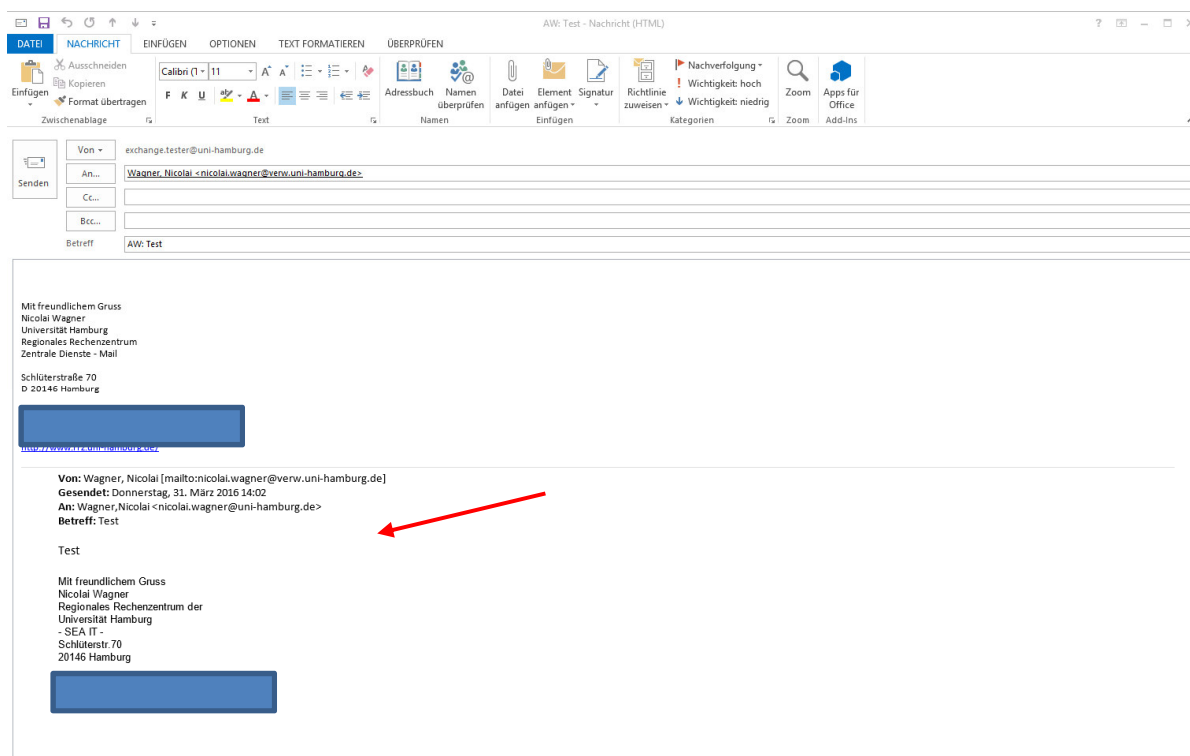 AW: Test - Nachricht (HTML)
DATEI NACHRICHT EINFÜGEN OPTIONEN TEXT FORMATIEREN ÜBERPRÜFEN
Einfügen
Ausschneiden
Kopieren
Format übertragen
Zwischenablage
Calibri (T 11
F K U
Text
Adressbuch
Namen überprüfen
Namen
Datei anfügen
Element anfügen
Signatur
Einfügen
Richtlinie zuweisen
Nachverfolgung
Wichtigkeit: hoch
Wichtigkeit: niedrig
Kategorien
Zoom
Zoom
Apps für Office
Add-Ins
Senden
Von exchange.tester@uni-hamburg.de
An... Wagner, Nicolai <nicolai.wagner@verw.uni-hamburg.de>
Cc...
Bcc...
Betreff AW: Test
Mit freundlichem Gruss
Nicolai Wagner
Universität Hamburg
Regionales Rechenzentrum
Zentrale Dienste - Mail
Schlüterstraße 70
D 20146 Hamburg
http://www.rrz.uni-hamburg.de/
Von: Wagner, Nicolai [mailto:nicolai.wagner@verw.uni-hamburg.de]
Gesendet: Donnerstag, 31. März 2016 14:02
An: Wagner,Nicolai <nicolai.wagner@uni-hamburg.de>
Betreff: Test
Test
Mit freundlichem Gruss
Nicolai Wagner
Regionales Rechenzentrum der
Universität Hamburg
- SEA IT -
Schlüterstr.70
20146 Hamburg